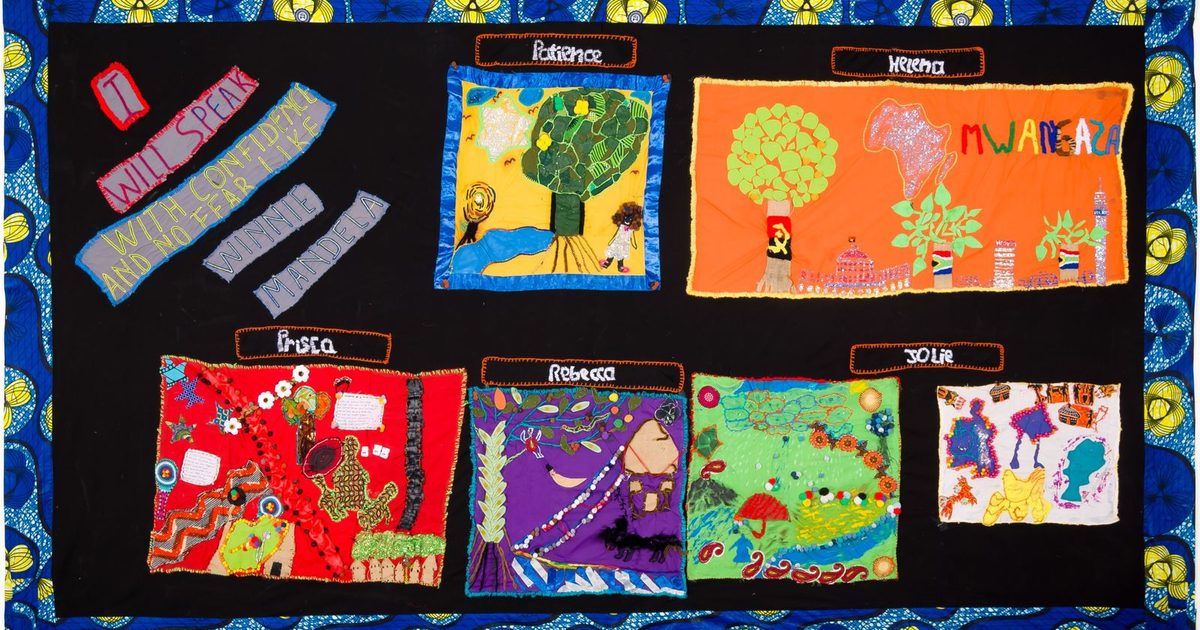 I
WILL SPEAK
WITH CONFIDENCE
AND NO FEAR LIKE
WINNIE
MANDELA
Patience
Helena
MWANGAZA
Prisca
Rebecca
JOLie